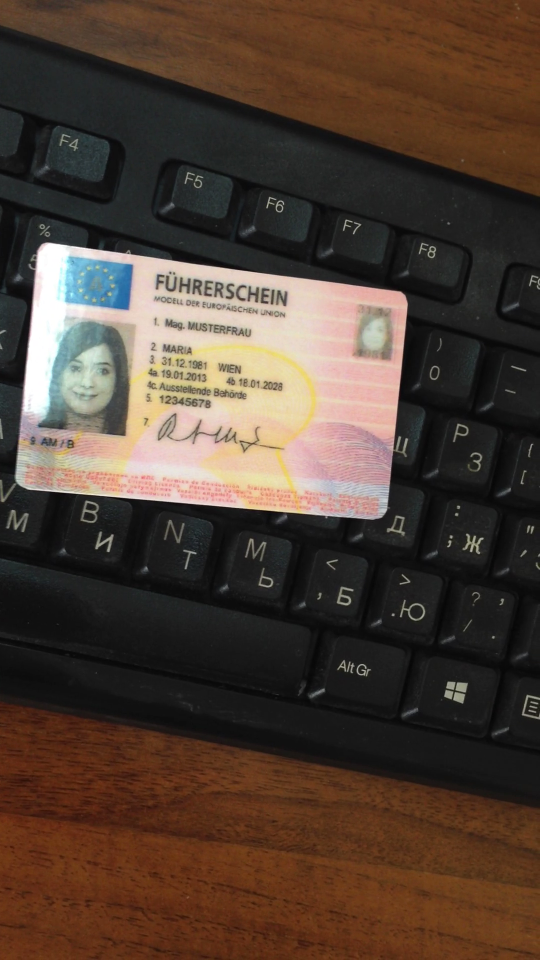 F4
F5
F6
F7
F8
%
5
A
FÜHRERSCHEIN
MODELL DER EUROPÄISCHEN UNION
1. Mag. MUSTERFRAU
2. MARIA
3. 31.12.1981 WIEN
4a. 19.01.2013 4b. 18.01.2028
4c. Ausstellende Behörde
5. 12345678
7.
9. AM / B
)
0
_
Щ
P
З
[
V
М
B
И
N
Т
M
Ь
<
, Б
>
. Ю
Д
:
; Ж
"
?
,
/
.
Alt Gr